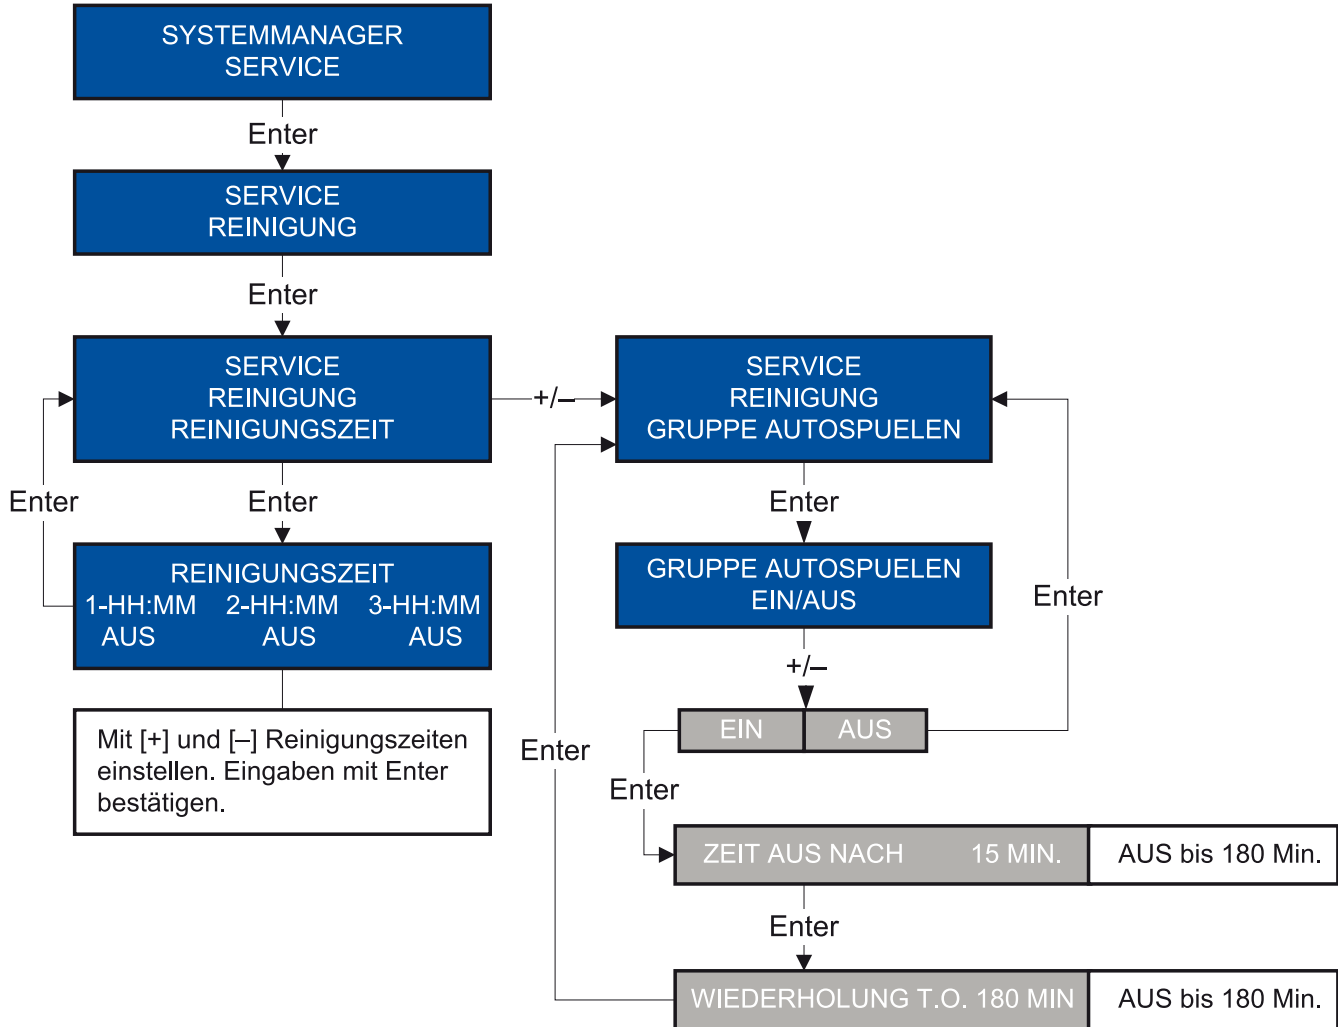 SYSTEMMANAGER
SERVICE
Enter
SERVICE
REINIGUNG
Enter
SERVICE
REINIGUNG
REINIGUNGSZEIT
+/–
SERVICE
REINIGUNG
GRUPPE AUTOSPUELEN
Enter
Enter
Enter
REINIGUNGSZEIT
1-HH:MM 2-HH:MM 3-HH:MM
AUS AUS AUS
GRUPPE AUTOSPUELEN
EIN/AUS
Enter
+/–
Mit [+] und [–] Reinigungszeiten
einstellen. Eingaben mit Enter
bestätigen.
EIN AUS
Enter
Enter
ZEIT AUS NACH 15 MIN. AUS bis 180 Min.
Enter
WIEDERHOLUNG T.O. 180 MIN AUS bis 180 Min.